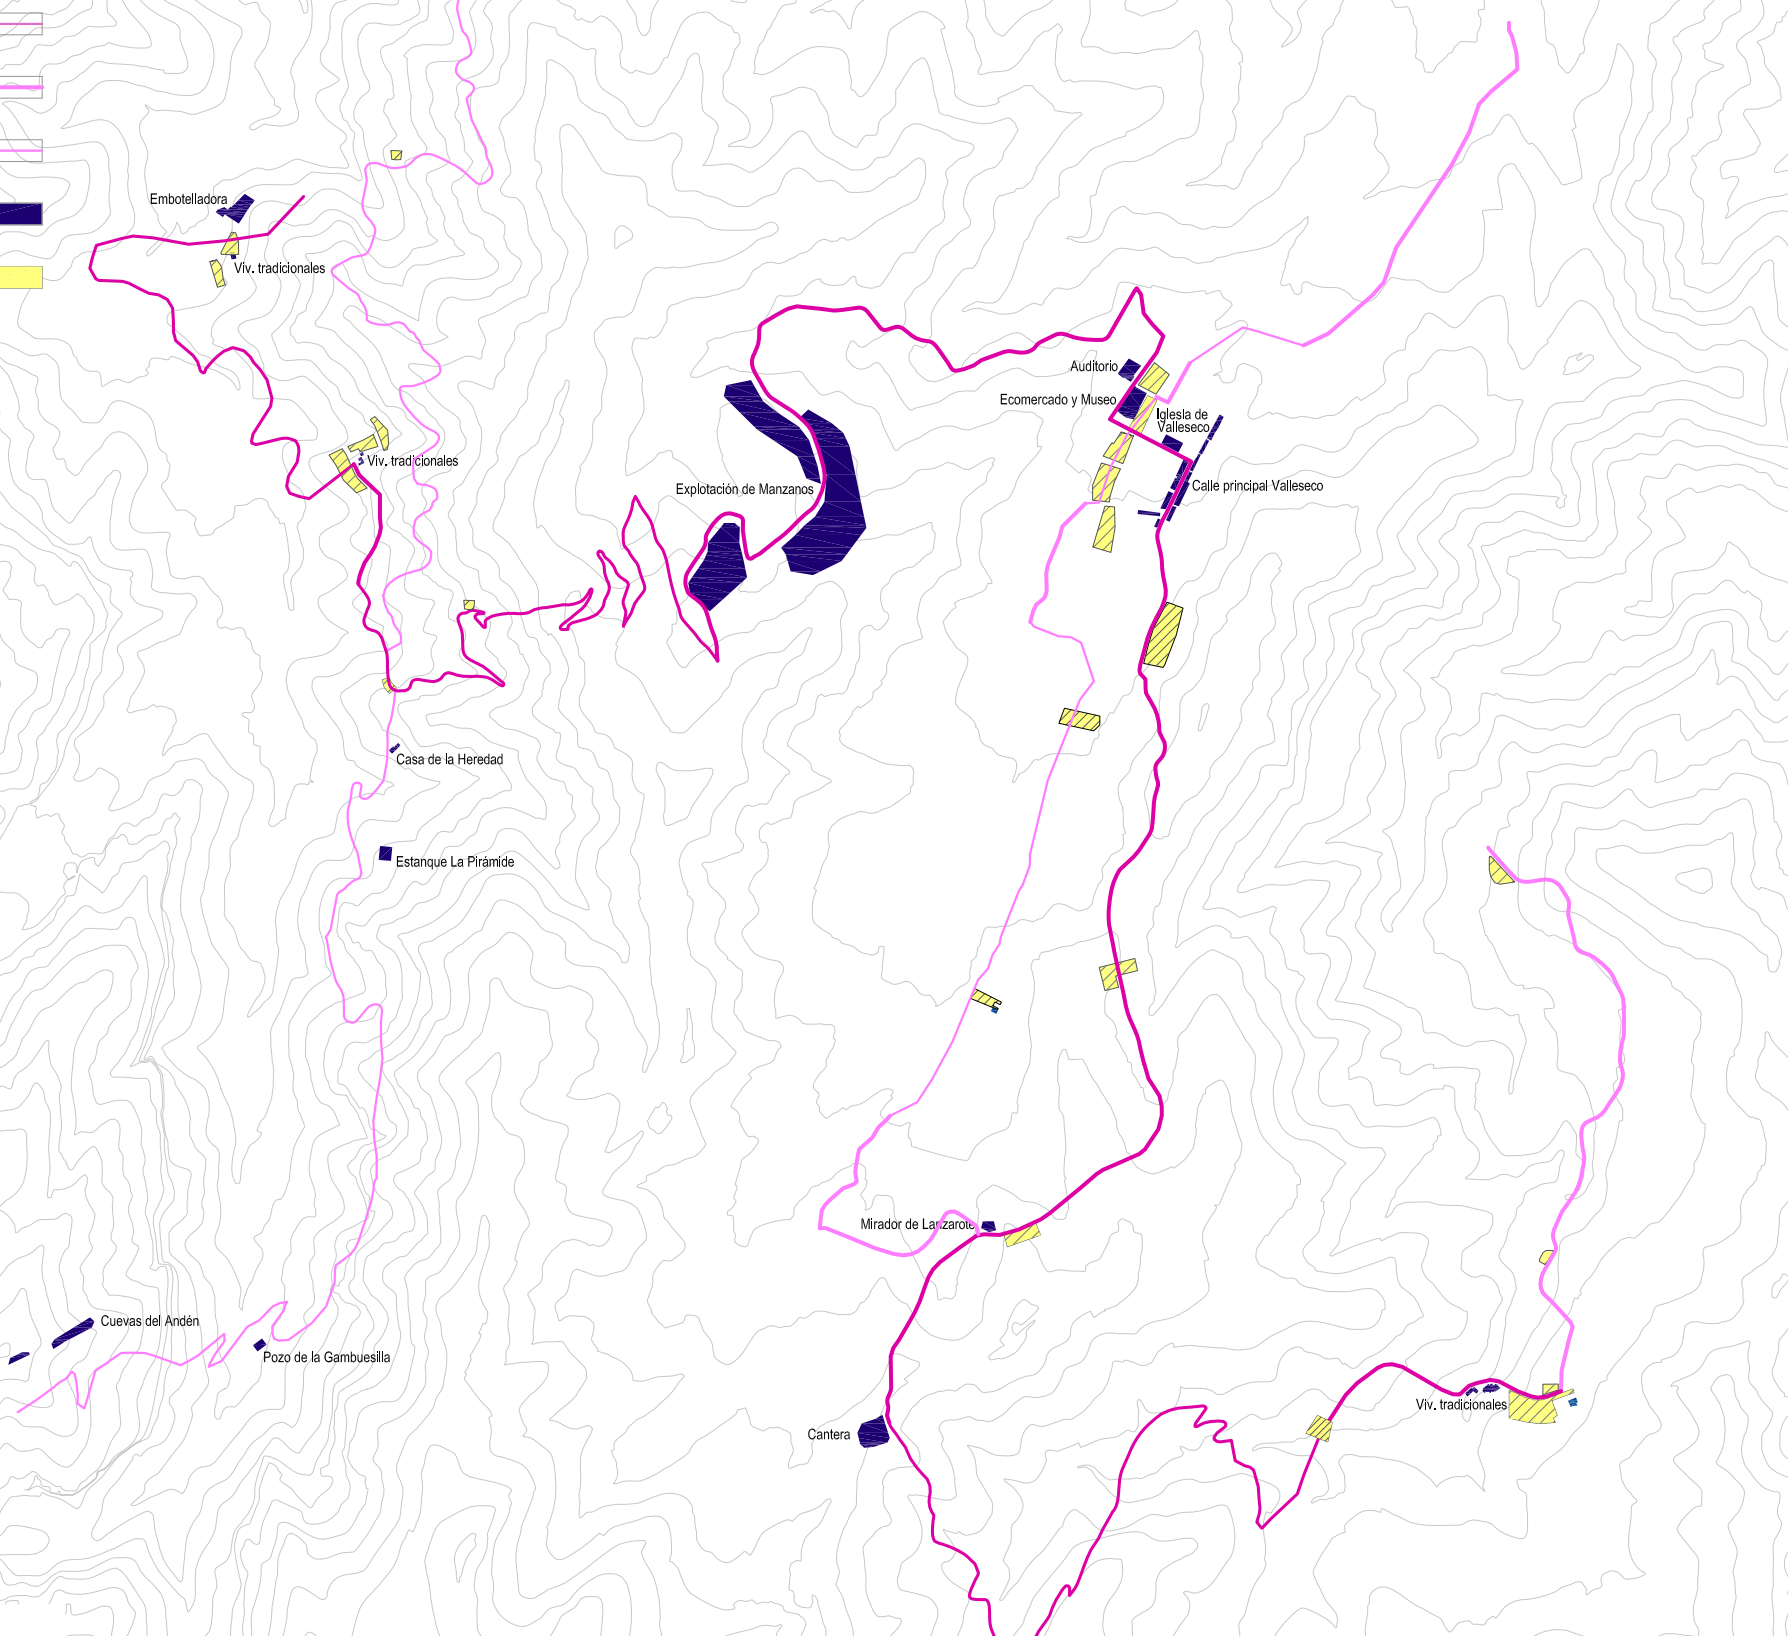 Embotelladora
Viv. tradicionales
Auditorio
Ecomercado y Museo
Iglesia de
Valleseco
Viv. tradicionales
Explotación de Manzanos
Calle principal Valleseco
Casa de la Heredad
Estanque La Pirámide
Mirador de Lanzarote
Cuevas del Andén
Pozo de la Gambuesilla
Viv. tradicionales
Cantera